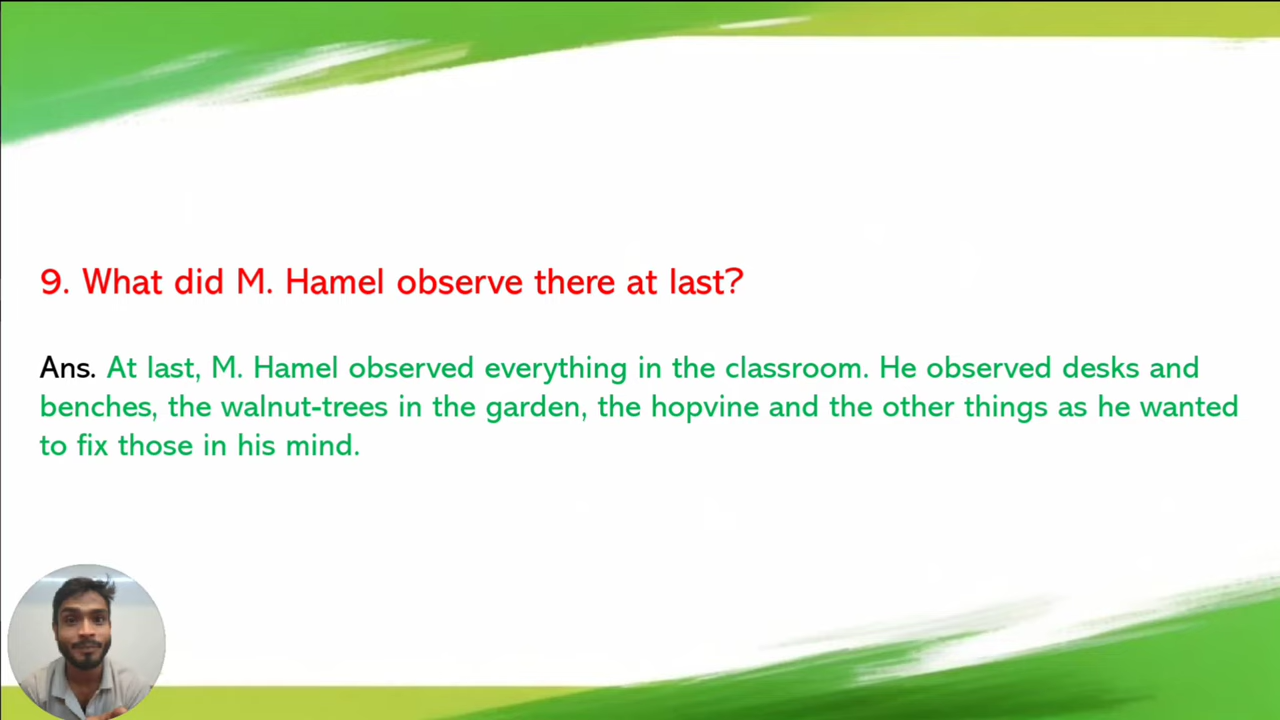 9. What did M. Hamel observe there at last?
Ans. At last, M. Hamel observed everything in the classroom. He observed desks and
benches, the walnut-trees in the garden, the hopvine and the other things as he wanted
to fix those in his mind.